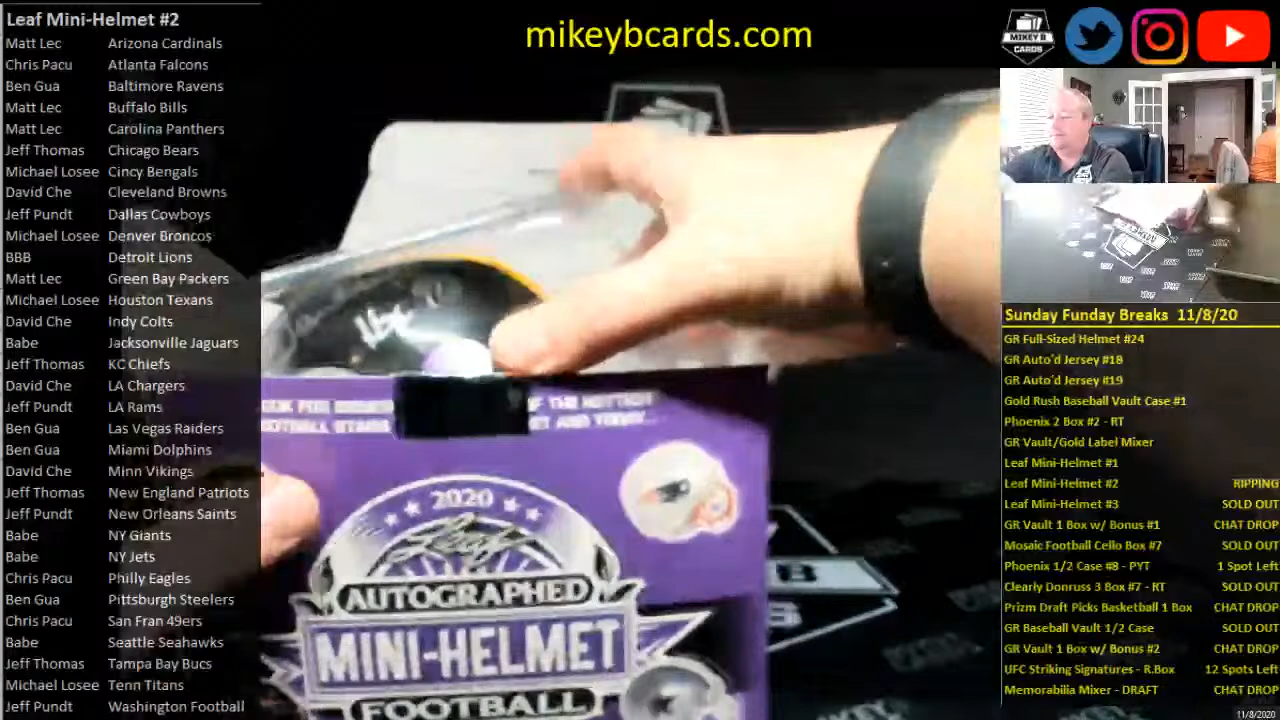 Leaf Mini-Helmet #2
Matt Lec Arizona Cardinals
Chris Pacu Atlanta Falcons
Ben Gua Baltimore Ravens
Matt Lec Buffalo Bills
Matt Lec Carolina Panthers
Jeff Thomas Chicago Bears
Michael Losee Cincy Bengals
David Che Cleveland Browns
Jeff Pundt Dallas Cowboys
Michael Losee Denver Broncos
BBB Detroit Lions
Matt Lec Green Bay Packers
Michael Losee Houston Texans
David Che Indy Colts
Babe Jacksonville Jaguars
Jeff Thomas KC Chiefs
David Che LA Chargers
Jeff Pundt LA Rams
Ben Gua Las Vegas Raiders
Ben Gua Miami Dolphins
David Che Minn Vikings
Jeff Thomas New England Patriots
Jeff Pundt New Orleans Saints
Babe NY Giants
Babe NY Jets
Chris Pacu Philly Eagles
Ben Gua Pittsburgh Steelers
Chris Pacu San Fran 49ers
Babe Seattle Seahawks
Jeff Thomas Tampa Bay Bucs
Michael Losee Tenn Titans
Jeff Pundt Washington Football
mikeybcards.com
MIKEY B
CARDS
2020
Leaf
AUTOGRAPHED
MINI-HELMET
FOOTBALL
Sunday Funday Breaks 11/8/20
GR Full-Sized Helmet #24
GR Auto'd Jersey #18
GR Auto'd Jersey #19
Gold Rush Baseball Vault Case #1
Phoenix 2 Box #2 - RT
GR Vault/Gold Label Mixer
Leaf Mini-Helmet #1
Leaf Mini-Helmet #2 RIPPING
Leaf Mini-Helmet #3 SOLD OUT
GR Vault 1 Box w/ Bonus #1 CHAT DROP
Mosaic Football Cello Box #7 SOLD OUT
Phoenix 1/2 Case #8 - PYT 1 Spot Left
Clearly Donruss 3 Box #7 - RT SOLD OUT
Prizm Draft Picks Basketball 1 Box CHAT DROP
GR Baseball Vault 1/2 Case SOLD OUT
GR Vault 1 Box w/ Bonus #2 CHAT DROP
UFC Striking Signatures - R.Box 12 Spots Left
Memorabilia Mixer - DRAFT CHAT DROP
11/8/2020